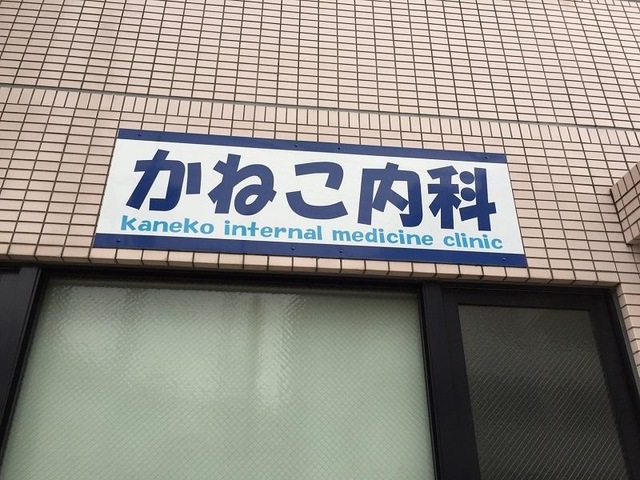 かねこ内科
kaneko internal medicine clinic